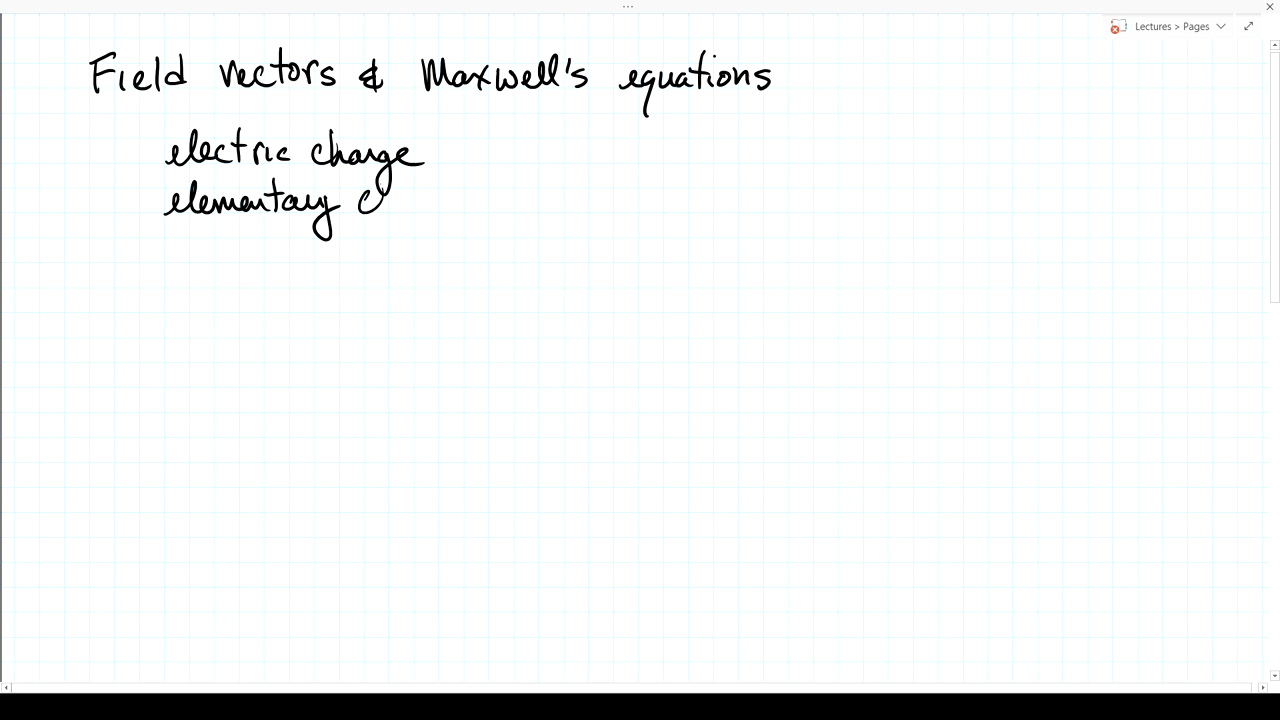 Lectures > Pages
Field vectors & Maxwell's equations
electric charge
elementary c